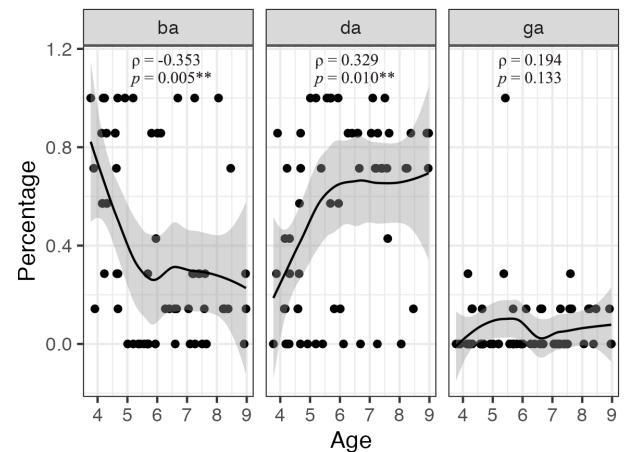 ba
da
ga
ρ = -0.353
p = 0.005**
ρ = 0.329
p = 0.010**
ρ = 0.194
p = 0.133
1.2
0.8
0.4
0.0
Percentage
4 5 6 7 8 9
4 5 6 7 8 9
4 5 6 7 8 9
Age